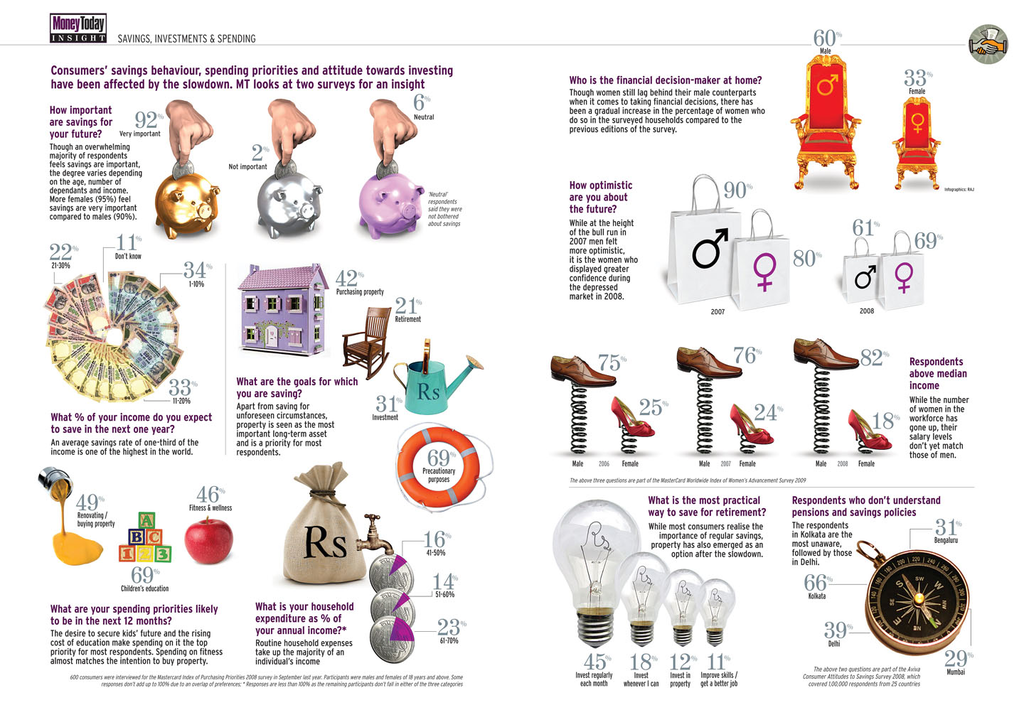 MoneyToday
INSIGHT
SAVINGS, INVESTMENTS & SPENDING
Consumers' savings behaviour, spending priorities and attitude towards investing
have been affected by the slowdown. MT looks at two surveys for an insight
How important
are savings for
your future?
Though an overwhelming
majority of respondents
feels savings are important,
the degree varies depending
on the age, number of
dependants and income.
More females (95%) feel
savings are very important
compared to males (90%).
92%
Very important
2%
Not important
6%
Neutral
'Neutral'
respondents
said they were
not bothered
about savings
22%
21-30%
11%
Don't know
34%
1-10%
33%
11-20%
What % of your income do you expect
to save in the next one year?
An average savings rate of one-third of the
income is one of the highest in the world.
42%
Purchasing property
21%
Retirement
Rs
31%
Investment
69%
Precautionary
purposes
What are the goals for which
you are saving?
Apart from saving for
unforeseen circumstances,
property is seen as the most
important long-term asset
and is a priority for most
respondents.
49%
Renovating /
buying property
A
B C
1 2 3
69%
Children's education
46%
Fitness & wellness
What are your spending priorities likely
to be in the next 12 months?
The desire to secure kids' future and the rising
cost of education make spending on it the top
priority for most respondents. Spending on fitness
almost matches the intention to buy property.
Rs
16%
41-50%
14%
51-60%
23%
61-70%
What is your household
expenditure as % of
your annual income?*
Routine household expenses
take up the majority of an
individual's income
600 consumers were interviewed for the Mastercard Index of Purchasing Priorities 2008 survey in September last year. Participants were males and females of 18 years and above. Some
responses don't add up to 100% due to an overlap of preferences; * Responses are less than 100% as the remaining participants don't fall in either of the three categories
Who is the financial decision-maker at home?
Though women still lag behind their male counterparts
when it comes to taking financial decisions, there has
been a gradual increase in the percentage of women who
do so in the surveyed households compared to the
previous editions of the survey.
60%
Male
33%
Female
Infographics: RAJ
How optimistic
are you about
the future?
While at the height
of the bull run in
2007 men felt
more optimistic,
it is the women who
displayed greater
confidence during
the depressed
market in 2008.
90%
80%
2007
61%
69%
2008
75%
25%
Male 2006 Female
76%
24%
Male 2007 Female
82%
18%
Male 2008 Female
Respondents
above median
income
While the number
of women in the
workforce has
gone up, their
salary levels
don't yet match
those of men.
The above three questions are part of the MasterCard Worldwide Index of Women's Advancement Survey 2009
What is the most practical
way to save for retirement?
While most consumers realise the
importance of regular savings,
property has also emerged as an
option after the slowdown.
45%
Invest regularly
each month
18%
Invest
whenever I can
12%
Invest in
property
11%
Improve skills /
get a better job
Respondents who don't understand
pensions and savings policies
The respondents
in Kolkata are the
most unaware,
followed by those
in Delhi.
31%
Bengaluru
66%
Kolkata
39%
Delhi
29%
Mumbai
The above two questions are part of the Aviva
Consumer Attitudes to Savings Survey 2008, which
covered 1,00,000 respondents from 25 countries